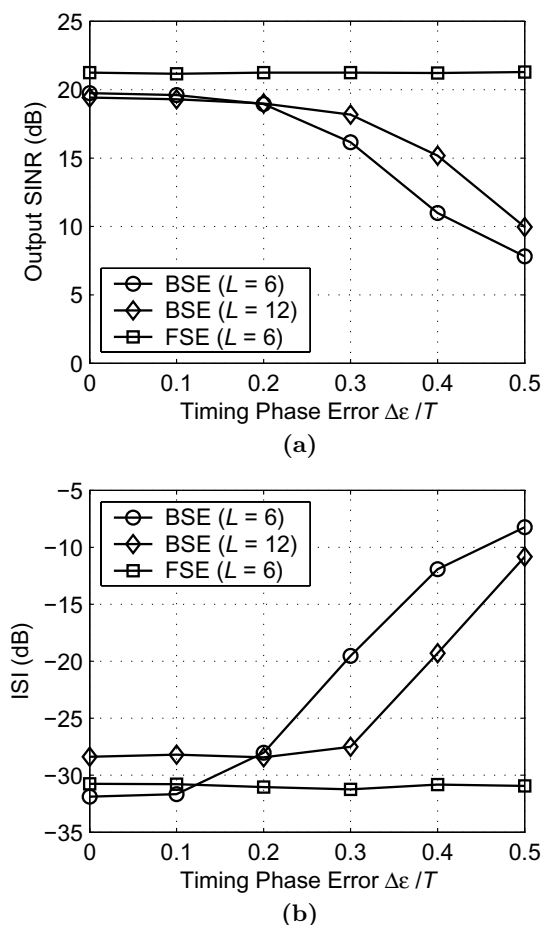 25
20
15
10
5
0
Output SINR (dB)
BSE (L = 6)
BSE (L = 12)
FSE (L = 6)
0 0.1 0.2 0.3 0.4 0.5
Timing Phase Error Δε /T
(a)
−5
−10
−15
−20
−25
−30
−35
ISI (dB)
BSE (L = 6)
BSE (L = 12)
FSE (L = 6)
0 0.1 0.2 0.3 0.4 0.5
Timing Phase Error Δε /T
(b)